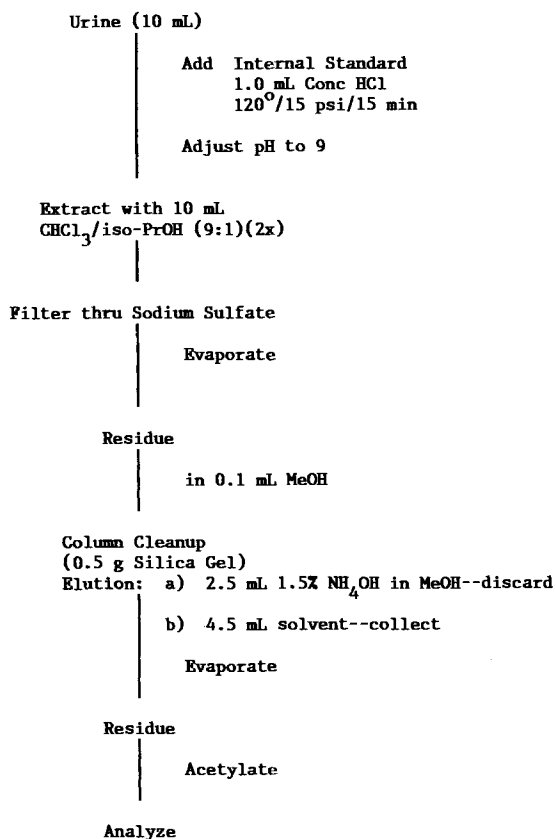 Urine (10 mL)
Add Internal Standard
1.0 mL Conc HCl
120°/15 psi/15 min
Adjust pH to 9
Extract with 10 mL
CHCl3/iso-PrOH (9:1)(2x)
Filter thru Sodium Sulfate
Evaporate
Residue
in 0.1 mL MeOH
Column Cleanup
(0.5 g Silica Gel)
Elution: a) 2.5 mL 1.5% NH4OH in MeOH--discard
b) 4.5 mL solvent--collect
Evaporate
Residue
Acetylate
Analyze